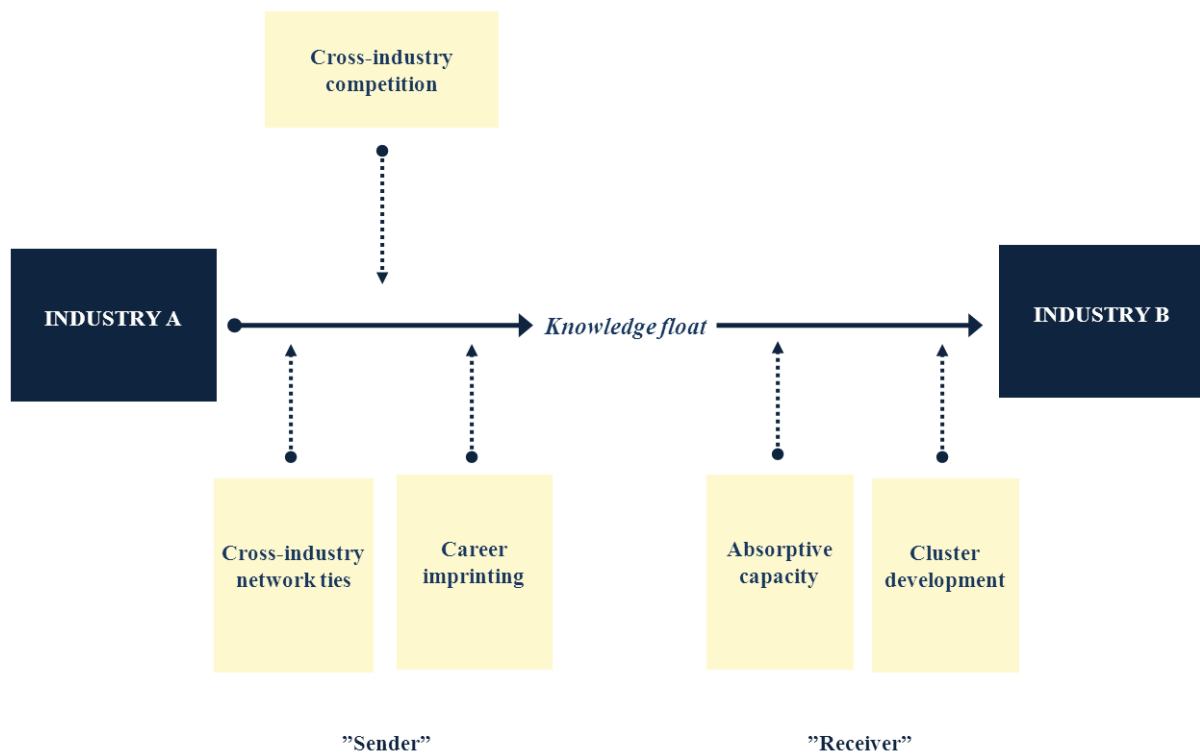 Cross-industry
competition
INDUSTRY A
Knowledge float
INDUSTRY B
Cross-industry
network ties
Career
imprinting
Absorptive
capacity
Cluster
development
”Sender”
”Receiver”